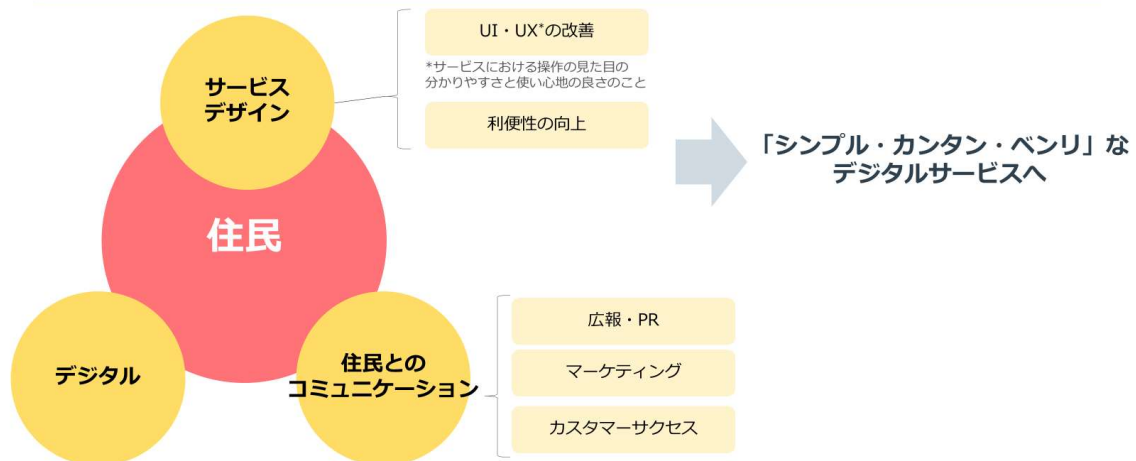 サービス
デザイン
UI・UX*の改善
*サービスにおける操作の見た目の
分かりやすさと使い心地の良さのこと
利便性の向上
「シンプル・カンタン・ベンリ」な
デジタルサービスへ
住民
デジタル
住民との
コミュニケーション
広報・PR
マーケティング
カスタマーサクセス